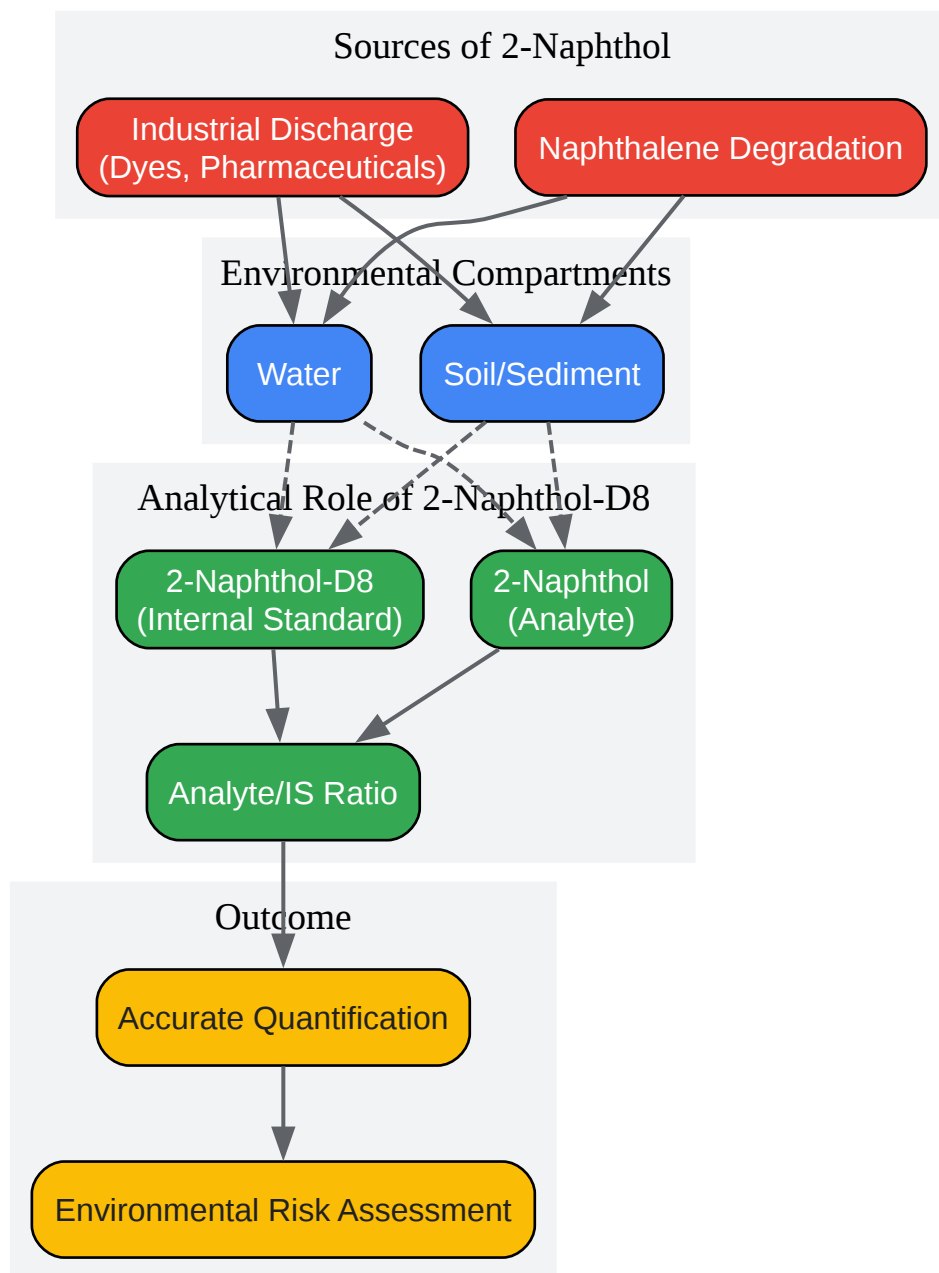 Sources of 2-Naphthol
Industrial Discharge
(Dyes, Pharmaceuticals)
Naphthalene Degradation
Environmental Compartments
Water
Soil/Sediment
Analytical Role of 2-Naphthol-D8
2-Naphthol-D8
(Internal Standard)
2-Naphthol
(Analyte)
Analyte/IS Ratio
Outcome
Accurate Quantification
Environmental Risk Assessment